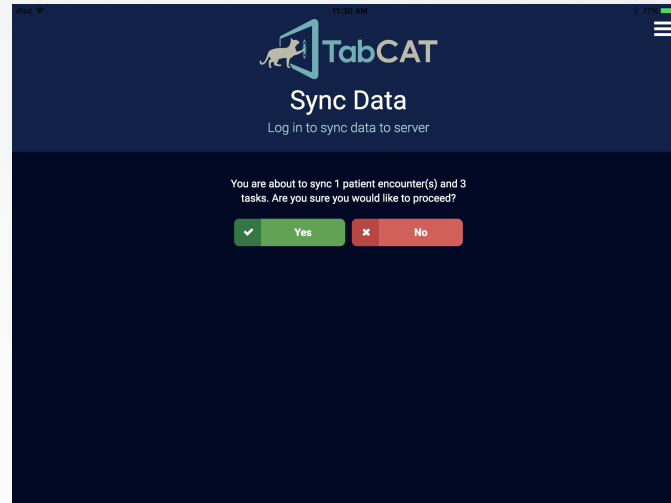 iPad
11:30 AM
77%
TabCAT
Sync Data
Log in to sync data to server
You are about to sync 1 patient encounter(s) and 3
tasks. Are you sure you would like to proceed?
Yes
No